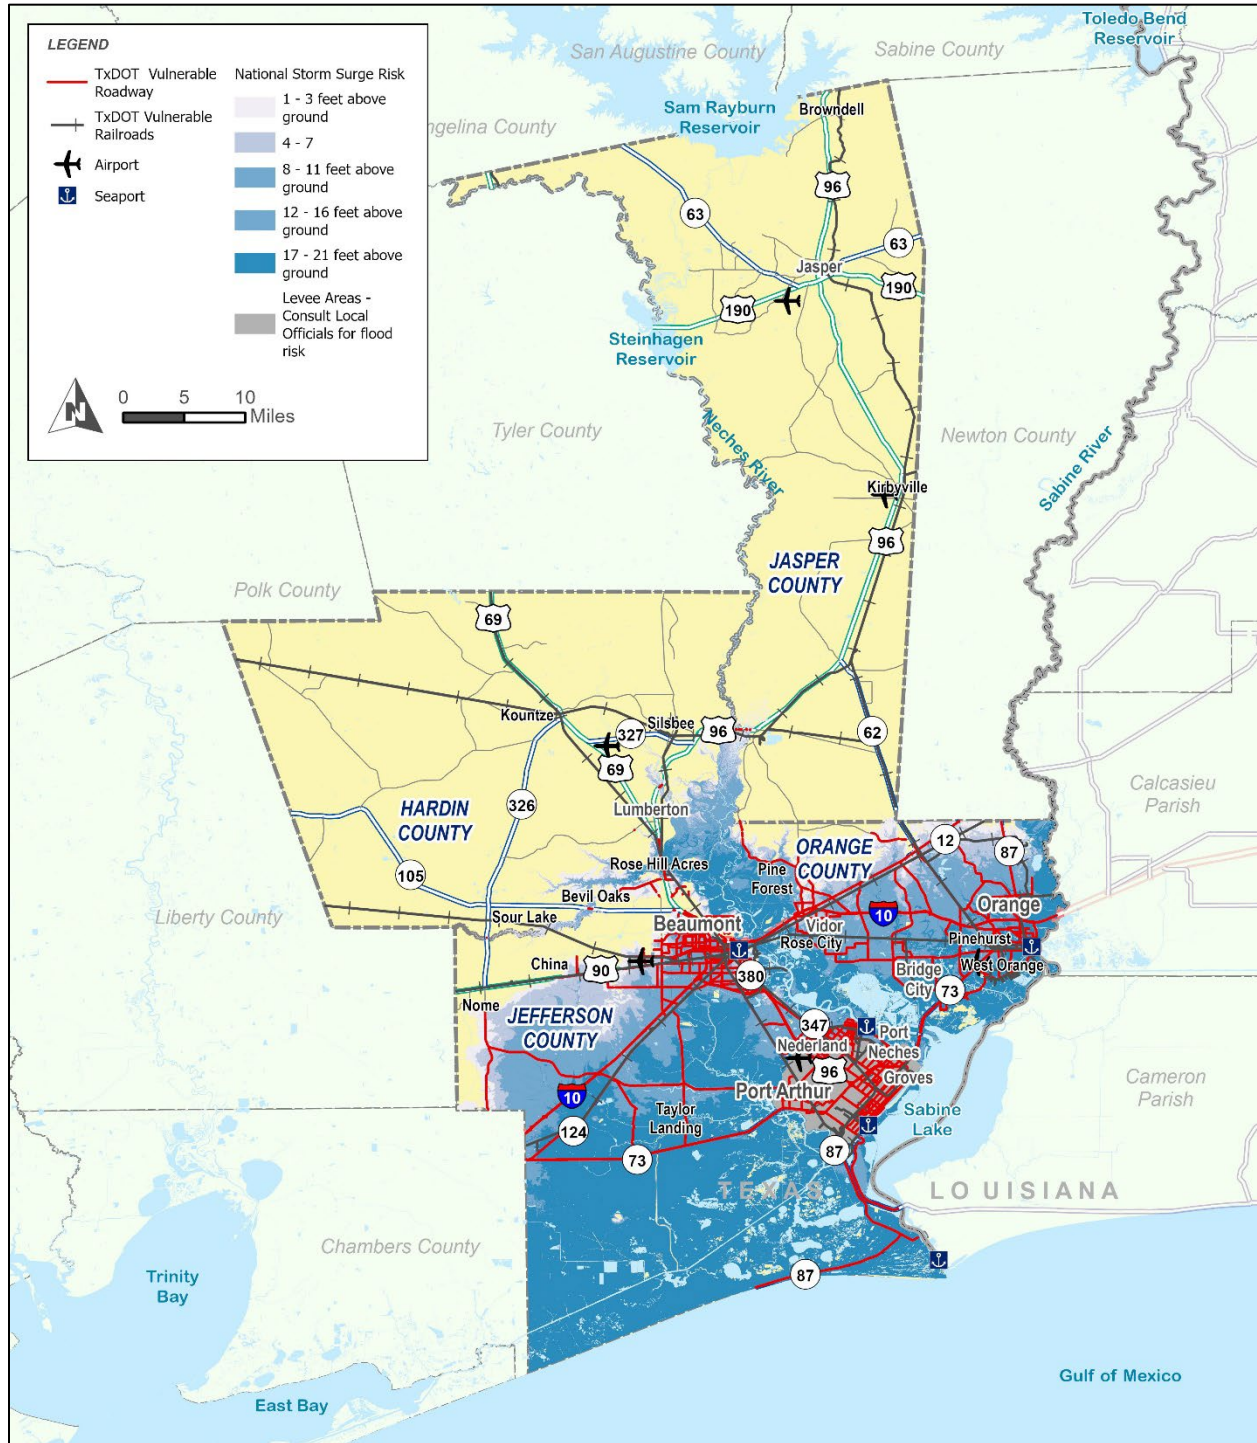 LEGEND
TxDOT Vulnerable
Roadway
TxDOT Vulnerable
Railroads
Airport
Seaport
National Storm Surge Risk
1 - 3 feet above
ground
4 - 7
8 - 11 feet above
ground
12 - 16 feet above
ground
17 - 21 feet above
ground
Levee Areas -
Consult Local
Officials for flood
risk
N
0 5 10
Miles
Toledo Bend
Reservoir
San Augustine County
Sabine County
Sam Rayburn
Reservoir
Browndell
ngelina County
96
63
63
Jasper
190
190
Steinhagen
Reservoir
Tyler County
Neches River
Newton County
Sabine River
Kirbyville
96
JASPER
COUNTY
Polk County
69
Kountze
Silsbee
327
96
62
69
326
HARDIN
COUNTY
Lumberton
Calcasieu
Parish
105
Rose Hill Acres
ORANGE
COUNTY
12
87
Pine
Forest
Bevil Oaks
Liberty County
Sour Lake
Beaumont
Vidor
10
Orange
Rose City
Pinehurst
West Orange
China
90
380
Bridge
City
73
Nome
JEFFERSON
COUNTY
347
Nederland
Port
Neches
96
Groves
10
Port Arthur
Cameron
Parish
124
Taylor
Landing
Sabine
Lake
73
87
TEXAS
LOUISIANA
Chambers County
87
Trinity
Bay
East Bay
Gulf of Mexico